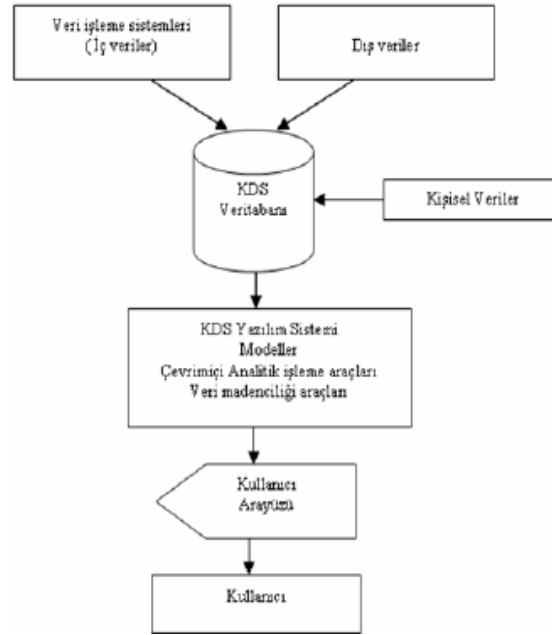 Veri işleme sistemleri
(İç veriler)
Dış veriler
KDS
Veritabanı
Kişisel Veriler
KDS Yazılım Sistemi
Modeller
Çevrimiçi Analitik işleme araçları
Veri madenciliği araçları
Kullanıcı
Arayüzü
Kullanıcı